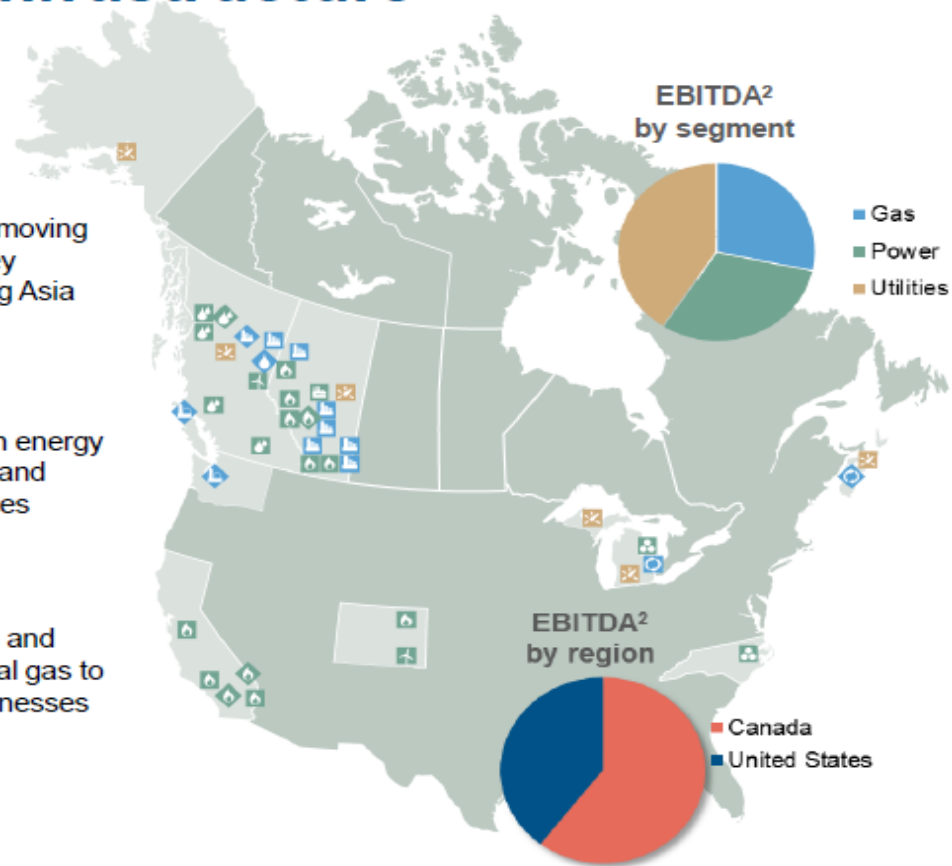 EBITDA²
by segment
Gas
Power
Utilities
moving
g Asia
n energy
and
es
and
al gas to
nesses
EBITDA²
by region
Canada
United States